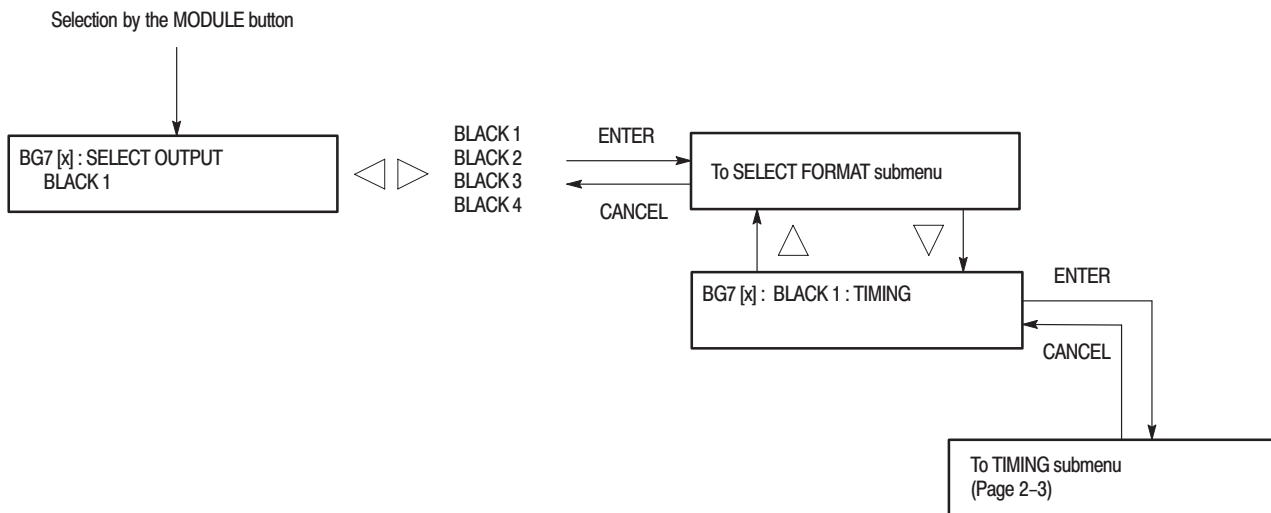 Selection by the MODULE button
BG7 [x] : SELECT OUTPUT
BLACK 1
BLACK 1
BLACK 2
BLACK 3
BLACK 4
ENTER
CANCEL
To SELECT FORMAT submenu
BG7 [x] : BLACK 1 : TIMING
ENTER
CANCEL
To TIMING submenu
(Page 2–3)